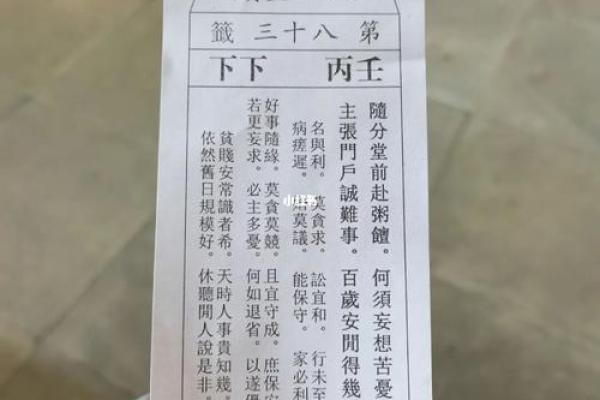 第八十三籤
壬丙 下下
隨分堂前赴粥饘。何須妄想苦憂
主張門戶誠難事。百歲安閒得幾
名與利。莫貪求。訟宜和。行未至
病瘥遲。莫議。能保守。家必利
好事隨緣。莫貪莫競。且宜守成。庶保安
若更妄求。必主多憂。何如退省。以遂優
貧賤安常識者希。天時人事貴知幾。
依然舊日規模好。休聽閒人說是非。
小红书